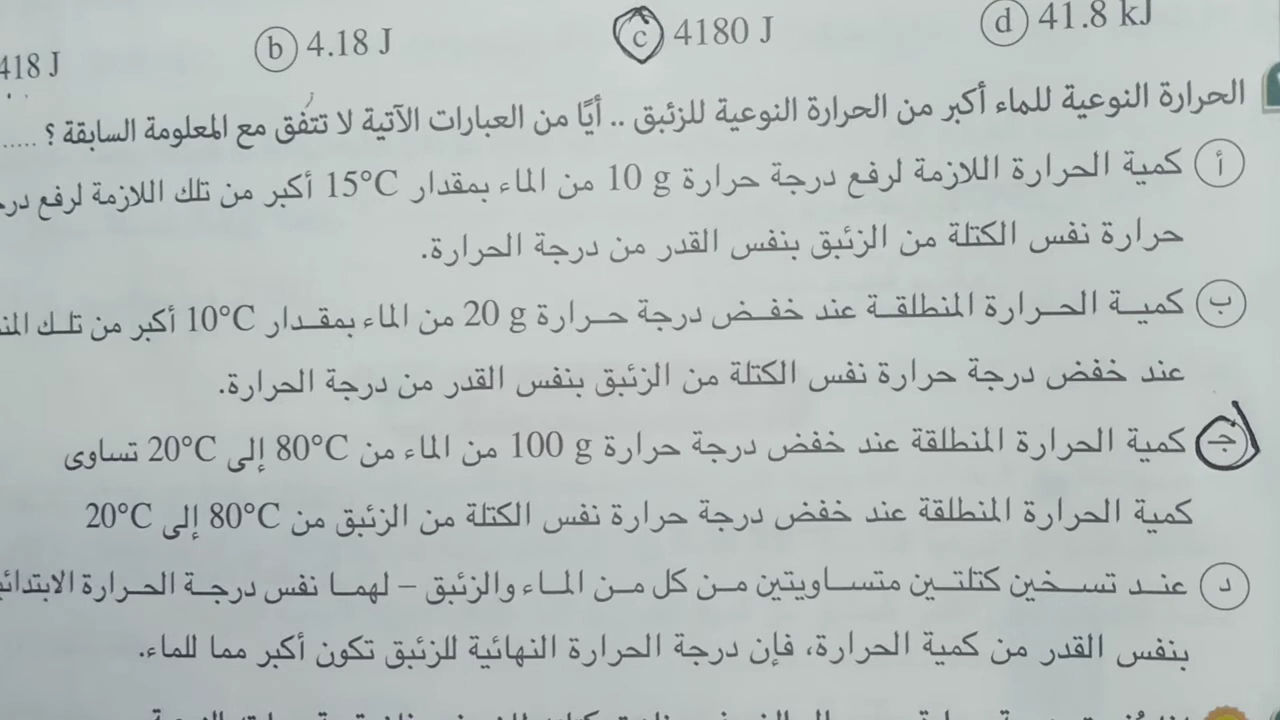 418 J
b 4.18 J
c 4180 J
d 41.8 kJ
الحرارة النوعية للماء أكبر من الحرارة النوعية للزئبق .. أيًا من العبارات الآتية لا تتفق مع المعلومة السابقة ؟ .....
أ كمية الحرارة اللازمة لرفع درجة حرارة 10 g من الماء بمقدار 15°C أكبر من تلك اللازمة لرفع
حرارة نفس الكتلة من الزئبق بنفس القدر من درجة الحرارة.
ب كمية الحرارة المنطلقة عند خفض درجة حرارة 20 g من الماء بمقدار 10°C أكبر من تلك
عند خفض درجة حرارة نفس الكتلة من الزئبق بنفس القدر من درجة الحرارة.
جـ كمية الحرارة المنطلقة عند خفض درجة حرارة 100 g من الماء من 80°C إلى 20°C تساوى
كمية الحرارة المنطلقة عند خفض درجة حرارة نفس الكتلة من الزئبق من 80°C إلى 20°C
د عند تسخين كتلتين متساويتين من كل من الماء والزئبق – لهما نفس درجة الحرارة
بنفس القدر من كمية الحرارة، فإن درجة الحرارة النهائية للزئبق تكون أكبر مما للماء.